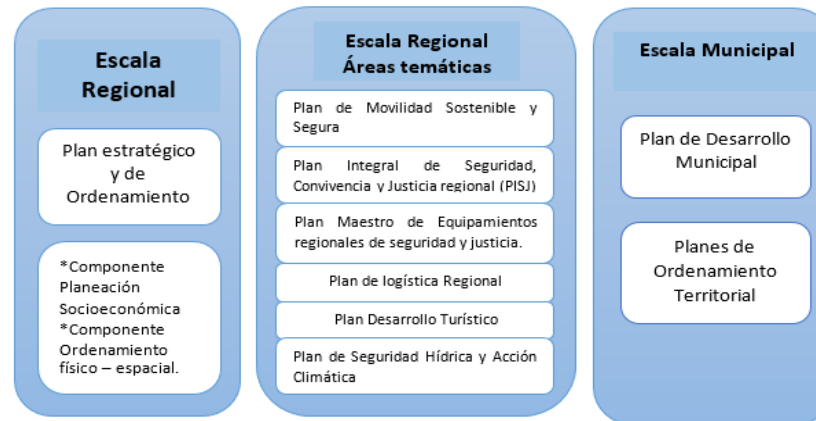 Escala
Regional
Plan estratégico
y de
Ordenamiento
*Componente
Planeación
Socioeconómica
*Componente
Ordenamiento
físico – espacial.
Escala Regional
Áreas temáticas
Plan de Movilidad Sostenible y
Segura
Plan Integral de Seguridad,
Convivencia y Justicia regional (PISJ)
Plan Maestro de Equipamientos
regionales de seguridad y justicia.
Plan de logística Regional
Plan Desarrollo Turístico
Plan de Seguridad Hídrica y Acción
Climática
Escala Municipal
Plan de Desarrollo
Municipal
Planes de
Ordenamiento
Territorial